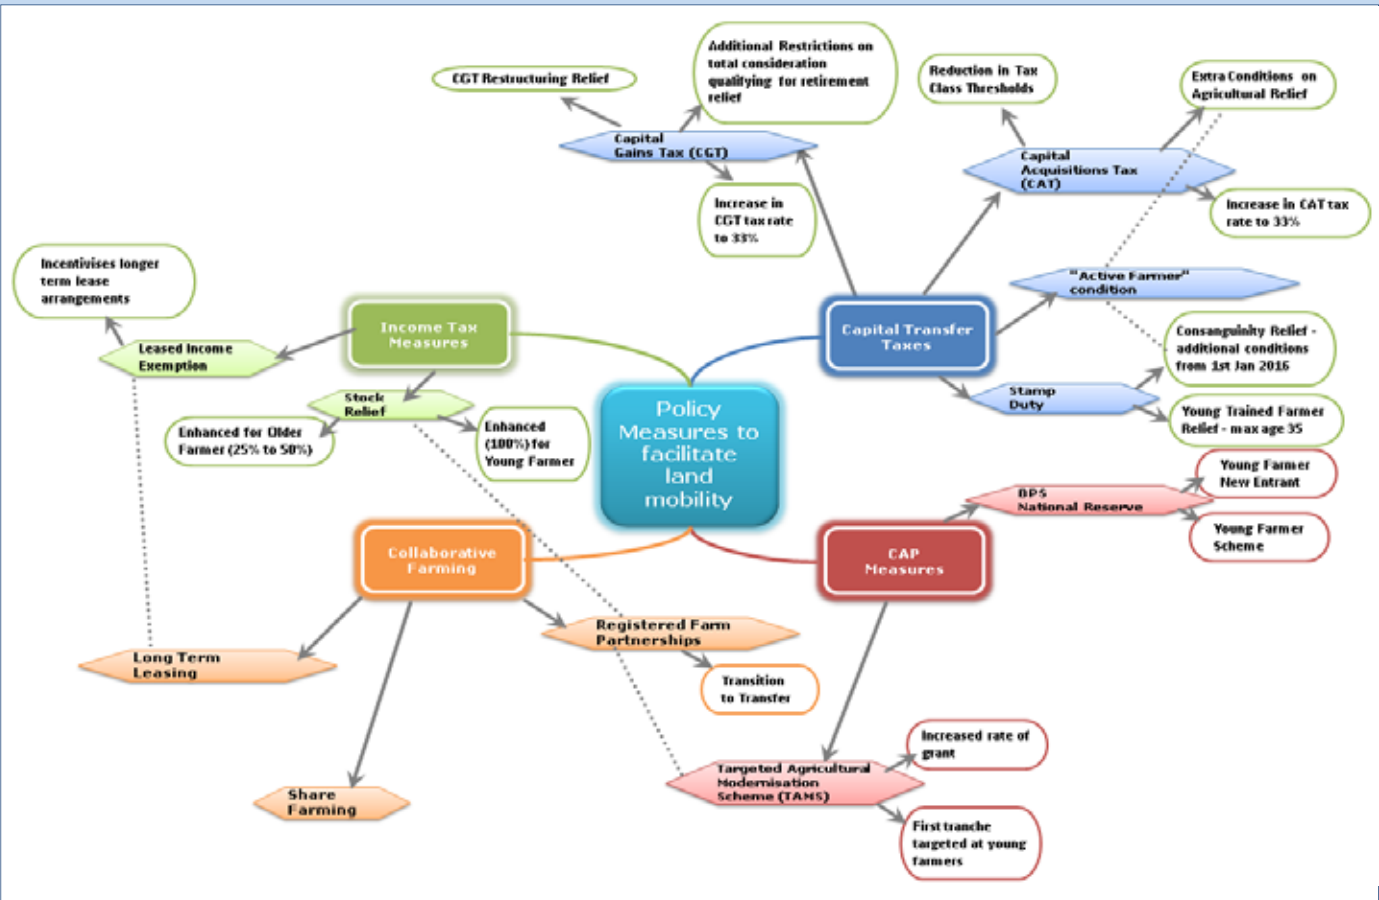 CGT Restructuring Relief
Additional Restrictions on
total consideration
qualifying for retirement
relief
Reduction in Tax
Class Thresholds
Extra Conditions on
Agricultural Relief
Capital
Gains Tax (CGT)
Capital
Acquisitions Tax
(CAT)
Increase in
CGT tax rate
to 33%
Increase in CAT tax
rate to 33%
Incentivises longer
term lease
arrangements
"Active Farmer"
condition
Income Tax
Measures
Capital Transfer
Taxes
Leased Income
Exemption
Consanguinity Relief -
additional conditions
from 1st Jan 2016
Stock
Relief
Stamp
Duty
Enhanced for Older
Farmer (25% to 50%)
Enhanced
(100%) for
Young Farmer
Policy
Measures to
facilitate
land
mobility
Young Trained Farmer
Relief - max age 35
Young Farmer
New Entrant
BPS
National Reserve
Young Farmer
Scheme
Collaborative
Farming
CAP
Measures
Registered Farm
Partnerships
Long Term
Leasing
Transition
to Transfer
Increased rate of
grant
Targeted Agricultural
Modernisation
Scheme (TAMS)
Share
Farming
First tranche
targeted at young
farmers